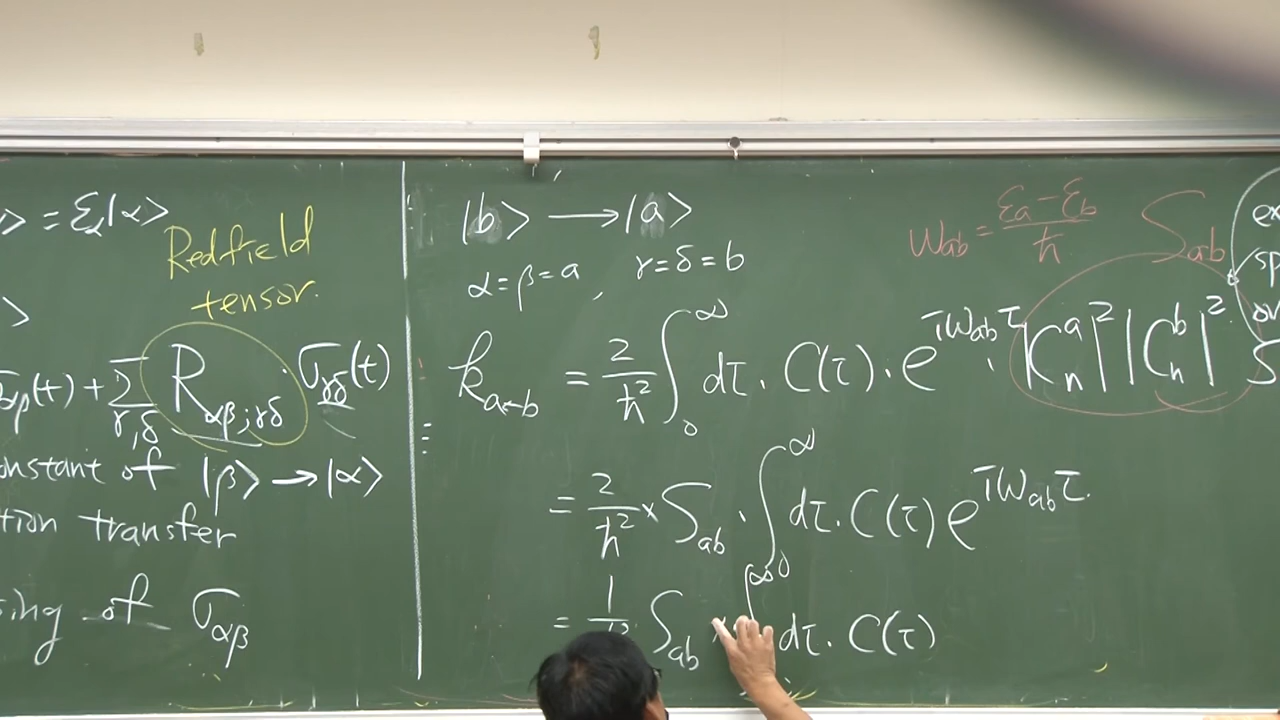 > = ε_α|α>
Redfield
tensor.
>
(t) + Σ_{γ,δ} R_{αβ;γδ} σ_{γδ}(t)
onstant of |β> → |α>
tion transfer
ing of σ_{αβ}
|b> → |a>
α=β=a, γ=δ=b
k_{a←b} = 2/ħ² ∫_0^∞ dτ · C(τ) · e^{iω_{ab}τ} · |C_n^a|² |C_n^b|²
= 2/ħ² × S_{ab} · ∫_0^∞ dτ · C(τ) e^{iω_{ab}τ}
= 1 S_{ab} × ∫^∞ dτ · C(τ)
ω_{ab} = (ε_a − ε_b)/ħ
S_{ab}
ex
sp